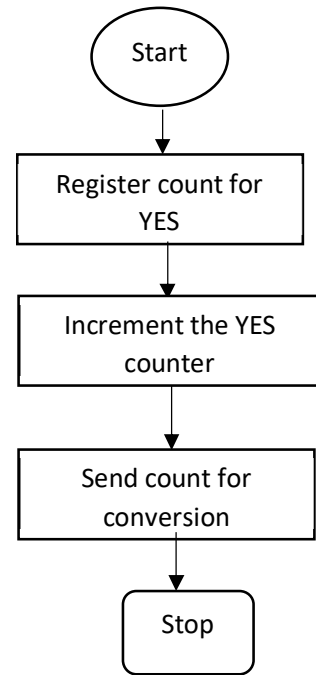 Start
Register count for
YES
Increment the YES
counter
Send count for
conversion
Stop